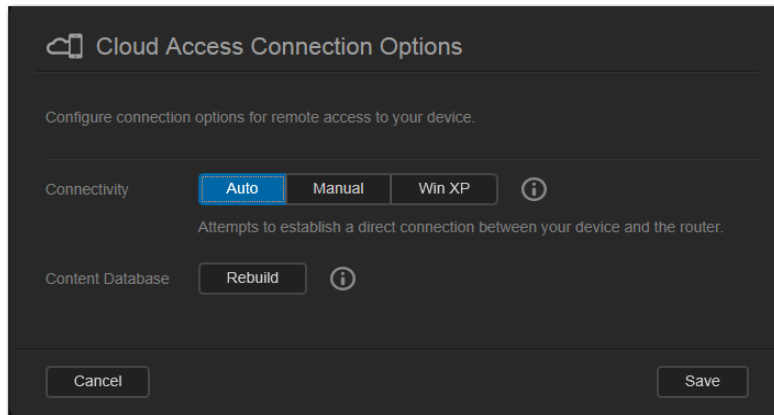 Cloud Access Connection Options
Configure connection options for remote access to your device.
Connectivity Auto Manual Win XP
Attempts to establish a direct connection between your device and the router.
Content Database Rebuild
Cancel Save